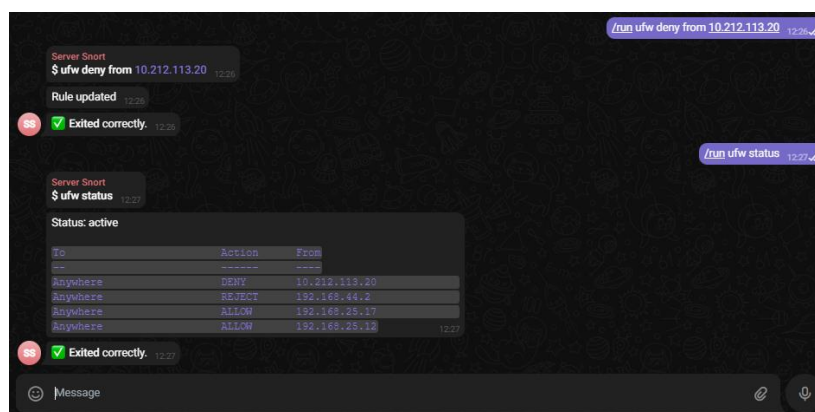 /run ufw deny from 10.212.113.20 12:26
Server Snort
$ ufw deny from 10.212.113.20 12:26
Rule updated 12:26
SS ✅ Exited correctly. 12:26
/run ufw status 12:27
Server Snort
$ ufw status 12:27
Status: active
To Action From
-- ------ ----
Anywhere DENY 10.212.113.20
Anywhere REJECT 192.168.44.2
Anywhere ALLOW 192.168.25.17
Anywhere ALLOW 192.168.25.12 12:27
SS ✅ Exited correctly. 12:27
Message